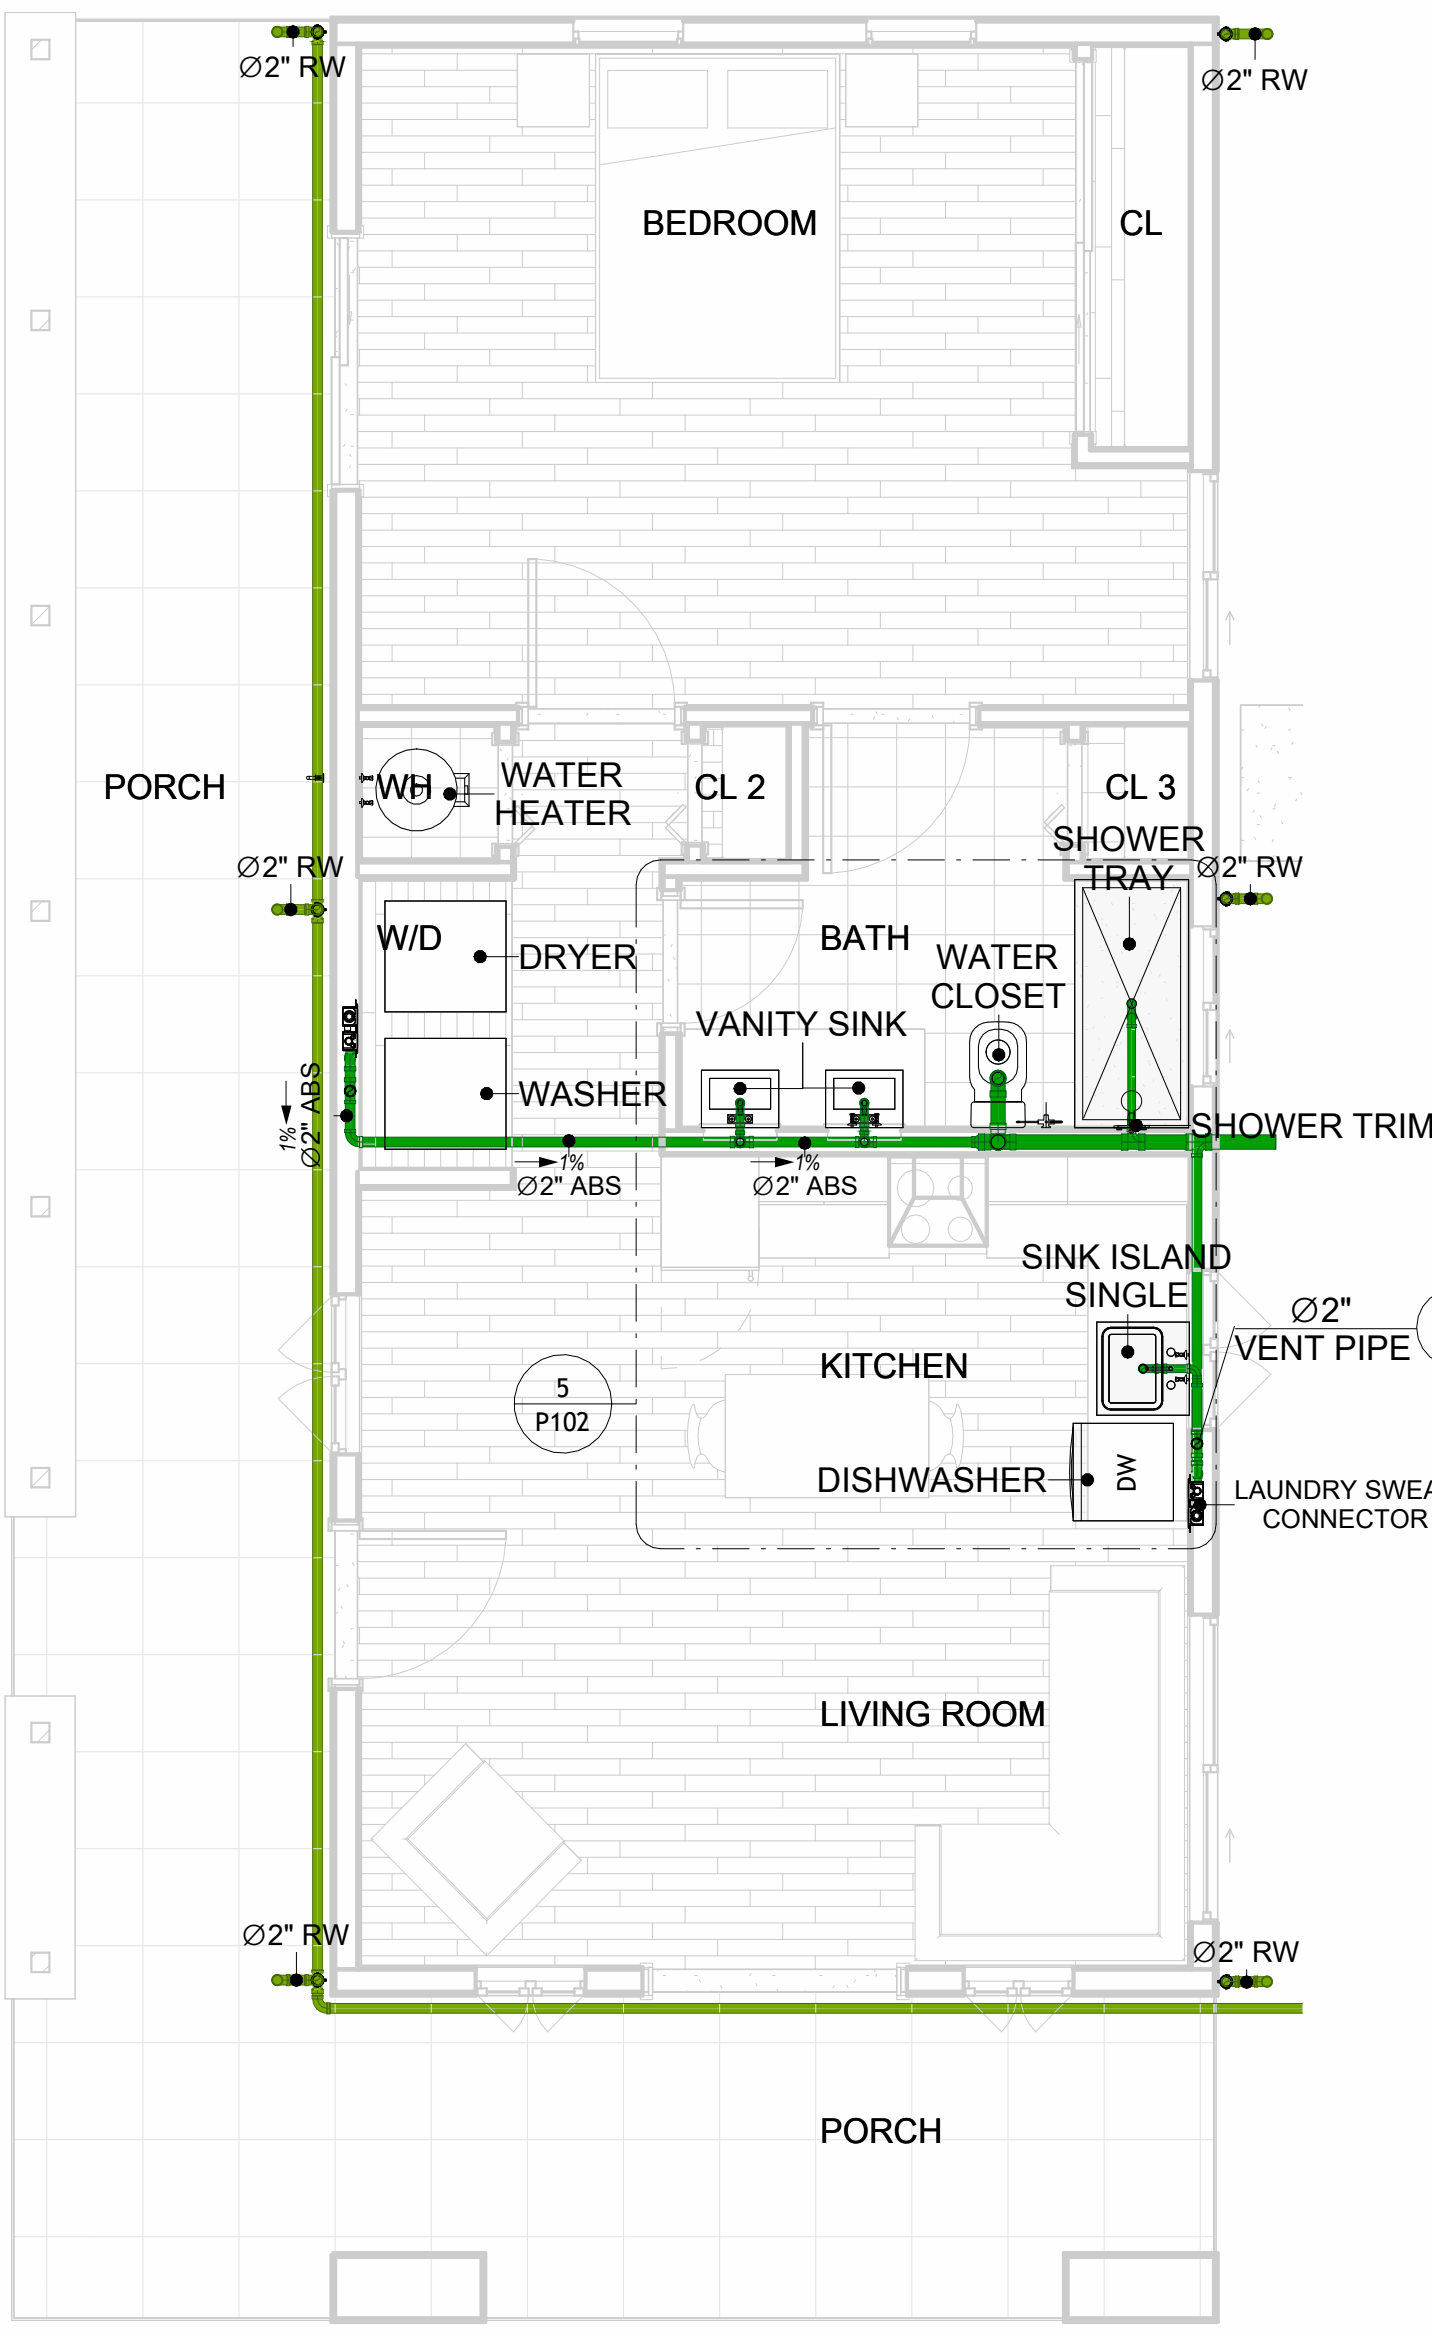 Ø2" RW
Ø2" RW
BEDROOM
CL
PORCH
WH
WATER
HEATER
CL 2
CL 3
SHOWER
TRAY
Ø2" RW
Ø2" RW
W/D
DRYER
BATH
WATER
CLOSET
VANITY SINK
WASHER
1%
Ø2" ABS
SHOWER TRIM
1%
Ø2" ABS
1%
Ø2" ABS
SINK ISLAND
SINGLE
Ø2"
VENT PIPE
KITCHEN
5
P102
DISHWASHER
DW
LAUNDRY SWEA
CONNECTOR
LIVING ROOM
Ø2" RW
Ø2" RW
PORCH